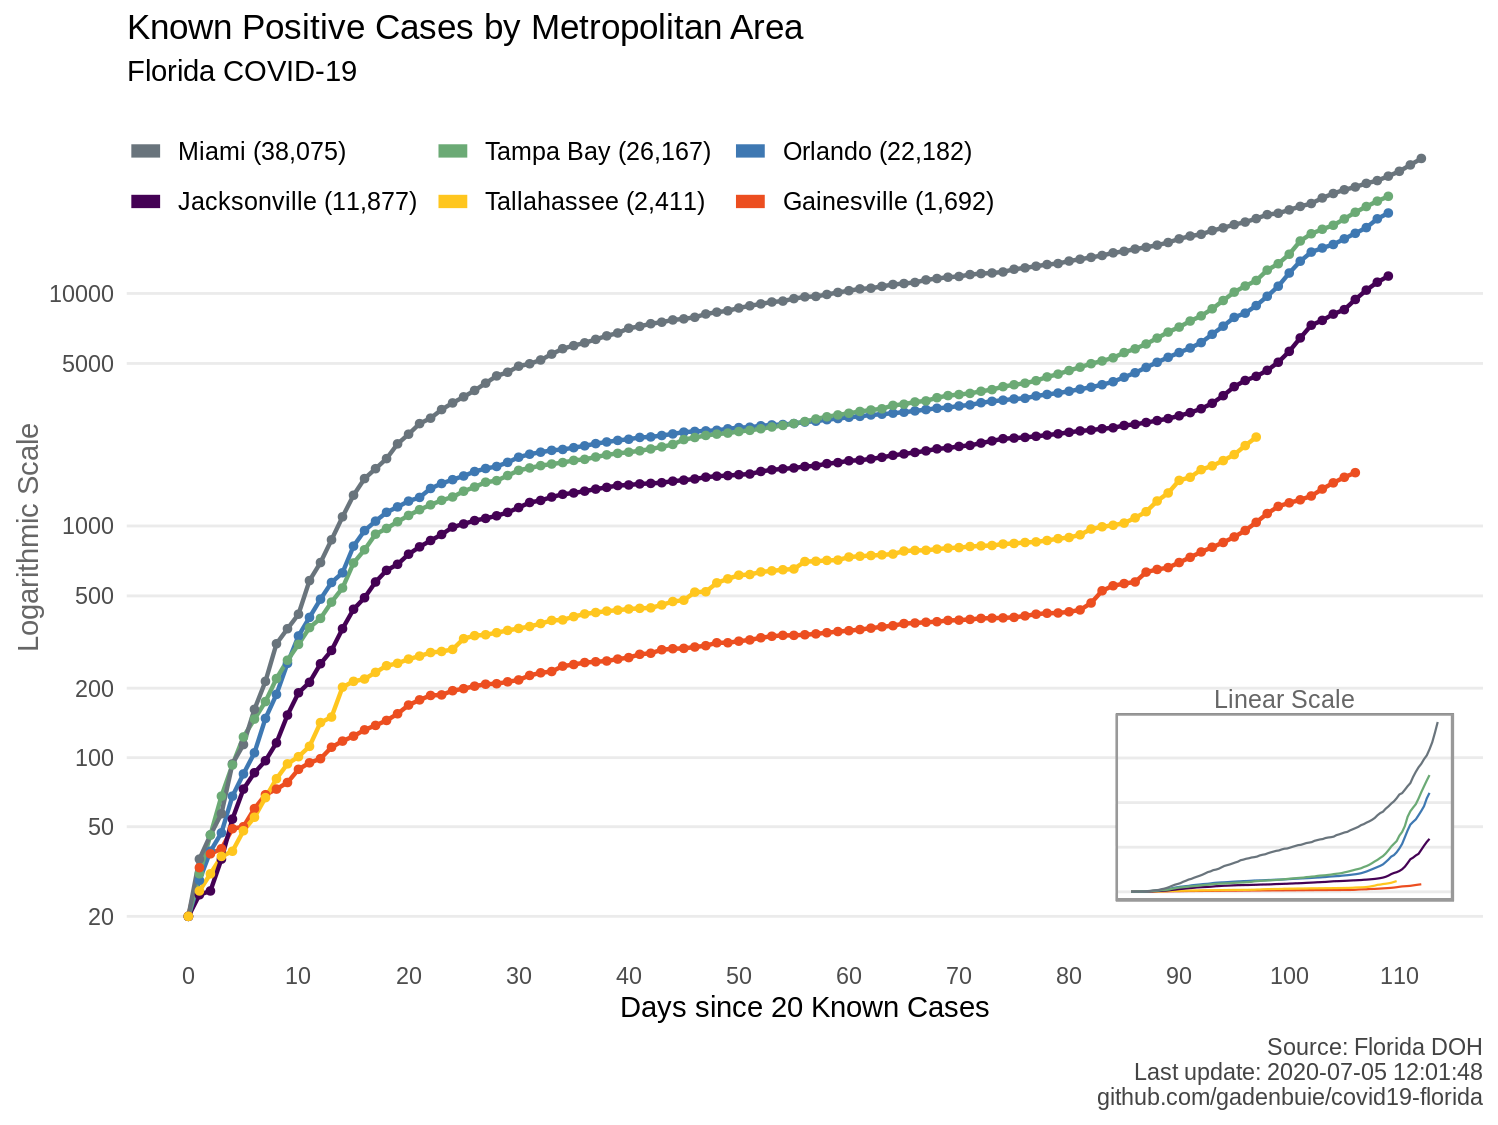 Known Positive Cases by Metropolitan Area
Florida COVID-19
Miami (38,075) Tampa Bay (26,167) Orlando (22,182)
Jacksonville (11,877) Tallahassee (2,411) Gainesville (1,692)
Logarithmic Scale
10000
5000
1000
500
200
100
50
20
Linear Scale
0 10 20 30 40 50 60 70 80 90 100 110
Days since 20 Known Cases
Source: Florida DOH
Last update: 2020-07-05 12:01:48
github.com/gadenbuie/covid19-florida